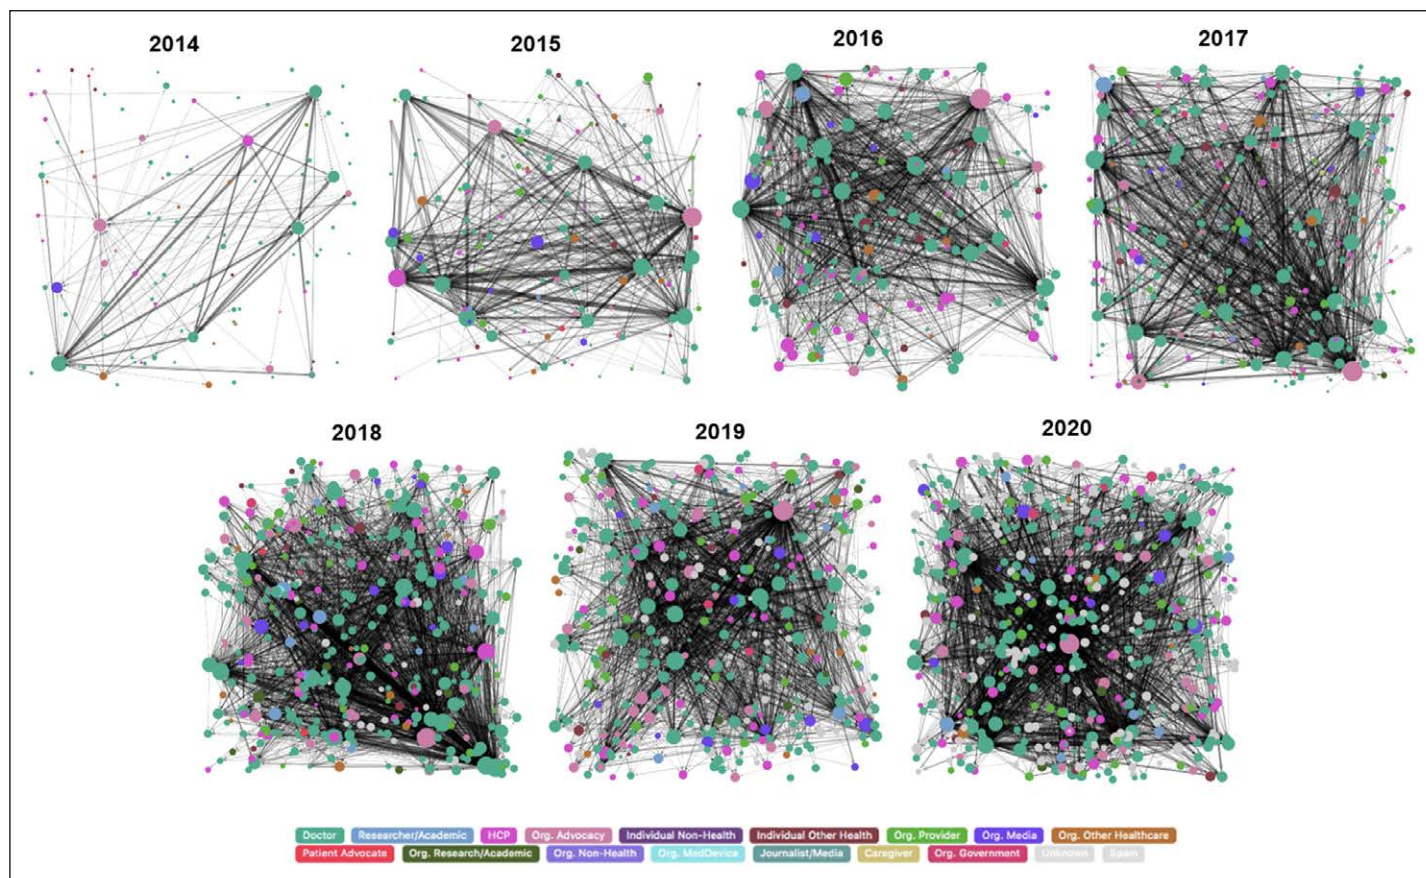 2014 2015 2016 2017
2018 2019 2020
Doctor Researcher/Academic HCP Org. Advocacy Individual Non-Health Individual Other Health Org. Provider Org. Media Org. Other Healthcare
Patient Advocate Org. Research/Academic Org. Non-Health Org. MedDevice Journalist/Media Caregiver Org. Government Unknown Spam